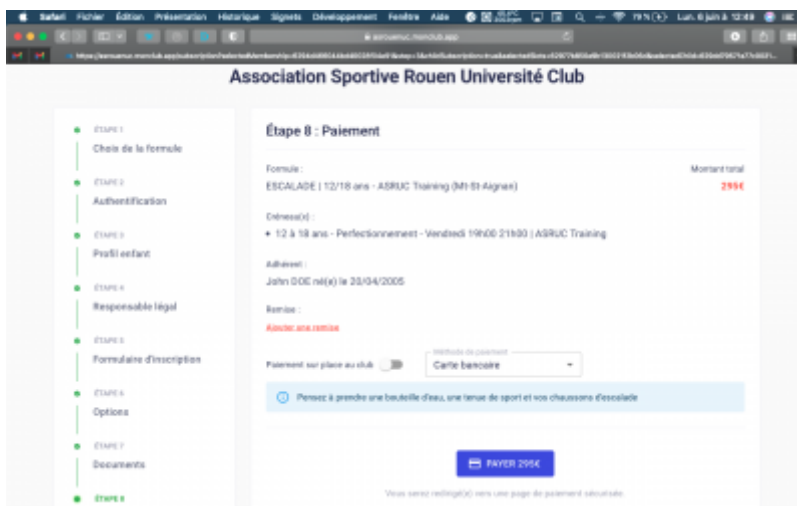 Safari Fichier Édition Présentation Historique Signets Développement Fenêtre Aide 79 % Lun. 6 juin à 12:49
asrouenuc.monclub.app
Association Sportive Rouen Université Club
ÉTAPE 1
Choix de la formule
ÉTAPE 2
Authentification
ÉTAPE 3
Profil enfant
ÉTAPE 4
Responsable légal
ÉTAPE 5
Formulaire d'inscription
ÉTAPE 6
Options
ÉTAPE 7
Documents
ÉTAPE 8
Étape 8 : Paiement
Formule :
Montant total
ESCALADE | 12/18 ans - ASRUC Training (Mt-St-Aignan)
295€
Créneau(x) :
• 12 à 18 ans - Perfectionnement - Vendredi 19h00 21h00 | ASRUC Training
Adhérent :
John DOE né(e) le 20/04/2005
Remise :
Ajouter une remise
Paiement sur place au club
Méthode de paiement
Carte bancaire
Pensez à prendre une bouteille d'eau, une tenue de sport et vos chaussons d'escalade
PAYER 295€
Vous serez redirigé(e) vers une page de paiement sécurisée.